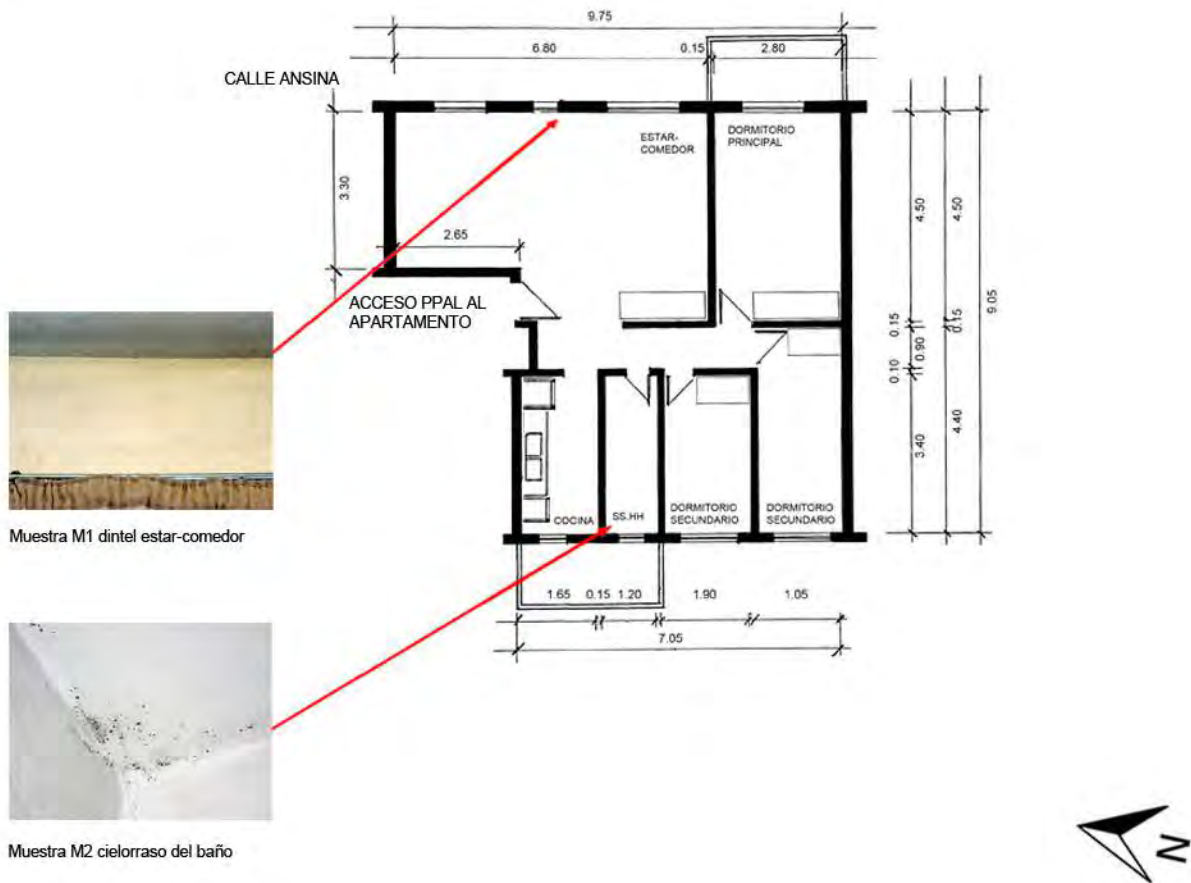 9.75
6.80
0.15
2.80
CALLE ANSINA
ESTAR-
COMEDOR
DORMITORIO
PRINCIPAL
3.30
2.65
4.50
4.50
9.05
ACCESO PPAL AL
APARTAMENTO
0.15
0.15
0.90
0.10
3.40
4.40
COCINA
SS.HH
DORMITORIO
SECUNDARIO
DORMITORIO
SECUNDARIO
1.65
0.15
1.20
1.90
1.05
7.05
Muestra M1 dintel estar-comedor
Muestra M2 cielorraso del baño
N